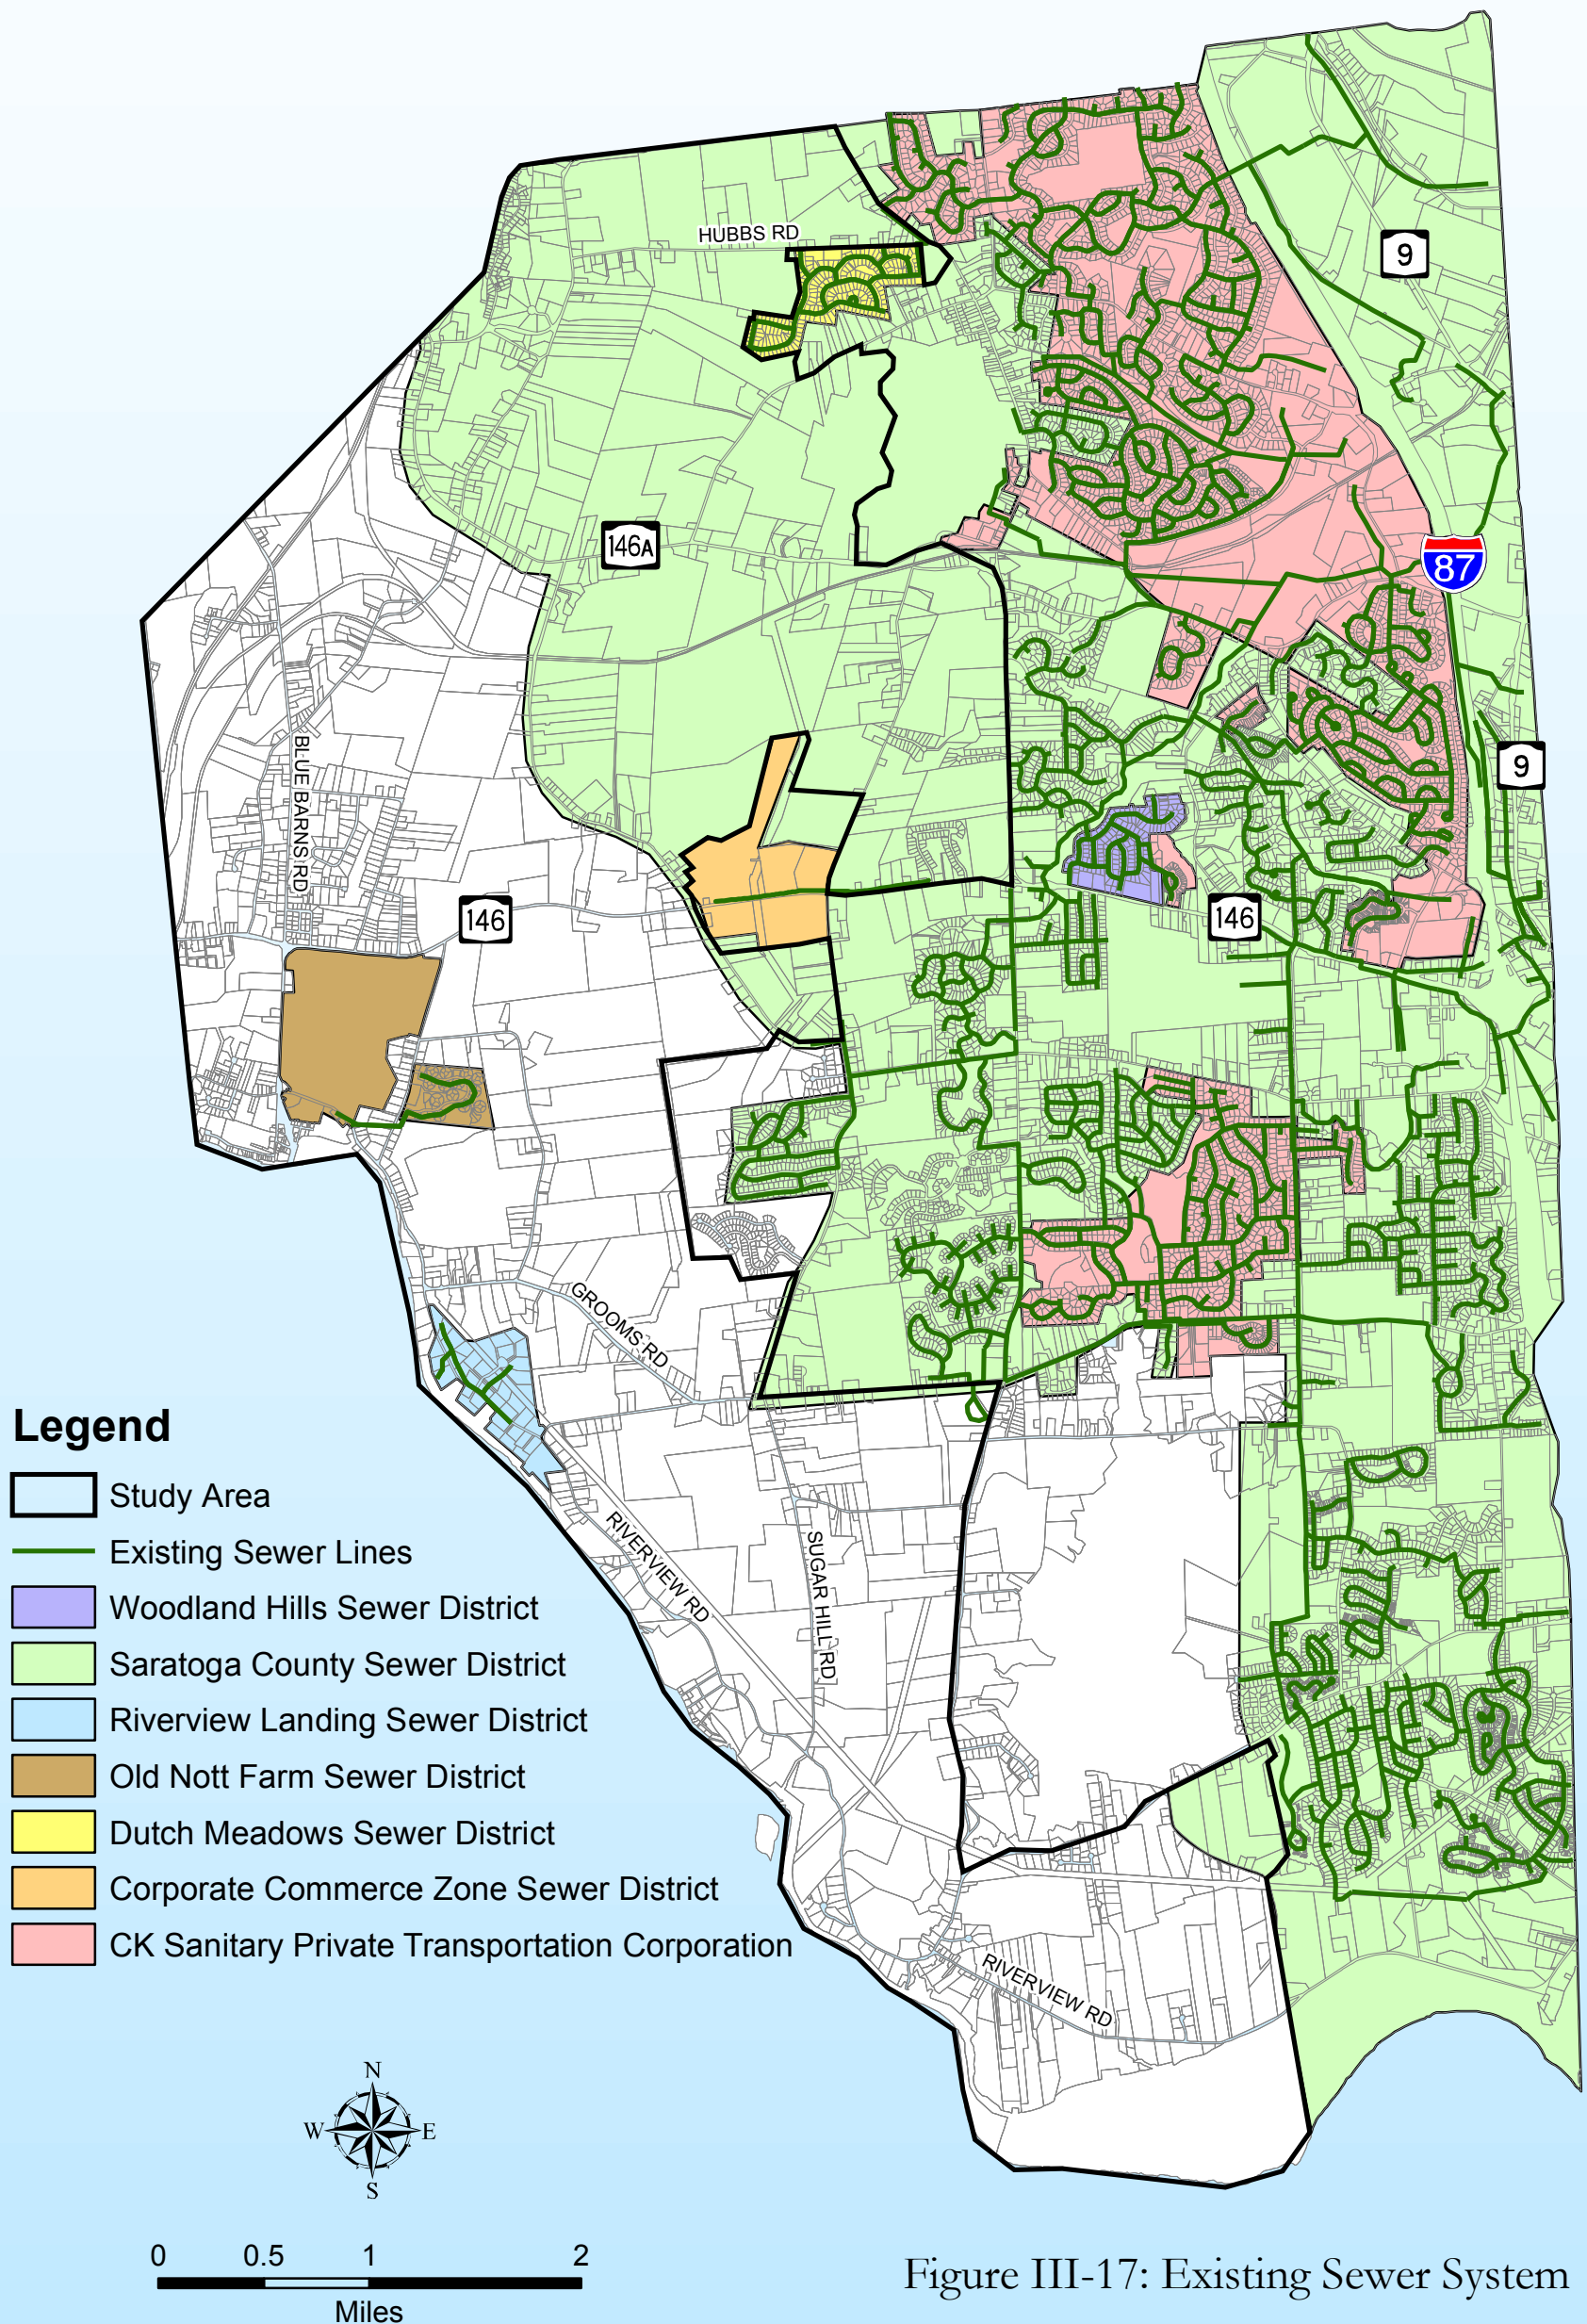 HUBBS RD
9
146A
87
BLUE BARNS RD
9
146
146
GROOMS RD
Legend
Study Area
Existing Sewer Lines
Woodland Hills Sewer District
Saratoga County Sewer District
Riverview Landing Sewer District
Old Nott Farm Sewer District
Dutch Meadows Sewer District
Corporate Commerce Zone Sewer District
CK Sanitary Private Transportation Corporation
RIVERVIEW RD
SUGAR HILL RD
RIVERVIEW RD
N
W E
S
0 0.5 1 2
Miles
Figure III-17: Existing Sewer System